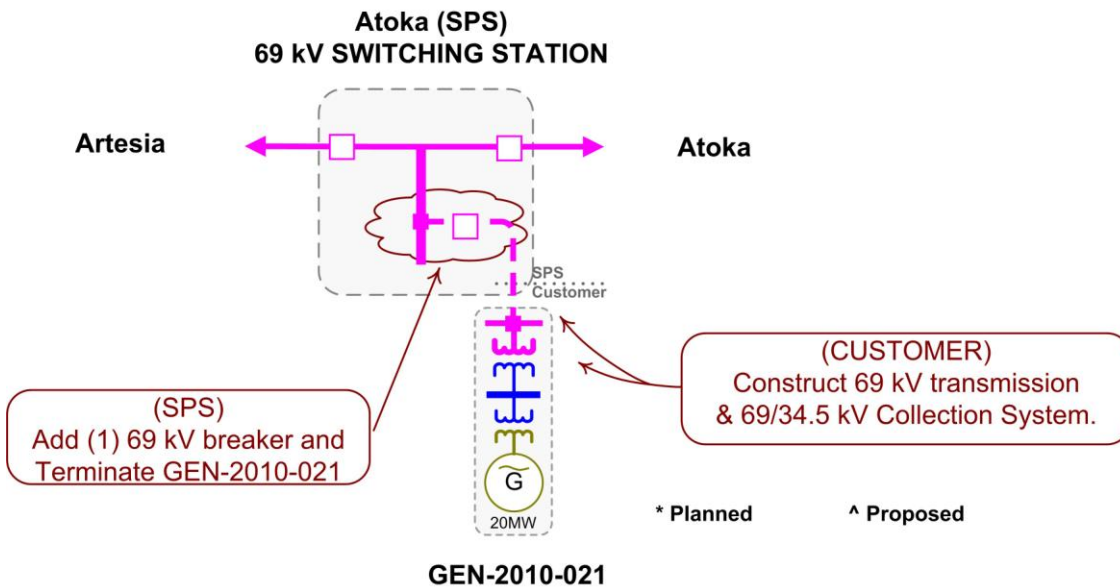 Atoka (SPS)
69 kV SWITCHING STATION
Artesia
Atoka
SPS
Customer
(SPS)
Add (1) 69 kV breaker and
Terminate GEN-2010-021
(CUSTOMER)
Construct 69 kV transmission
& 69/34.5 kV Collection System.
G
20MW
* Planned
^ Proposed
GEN-2010-021